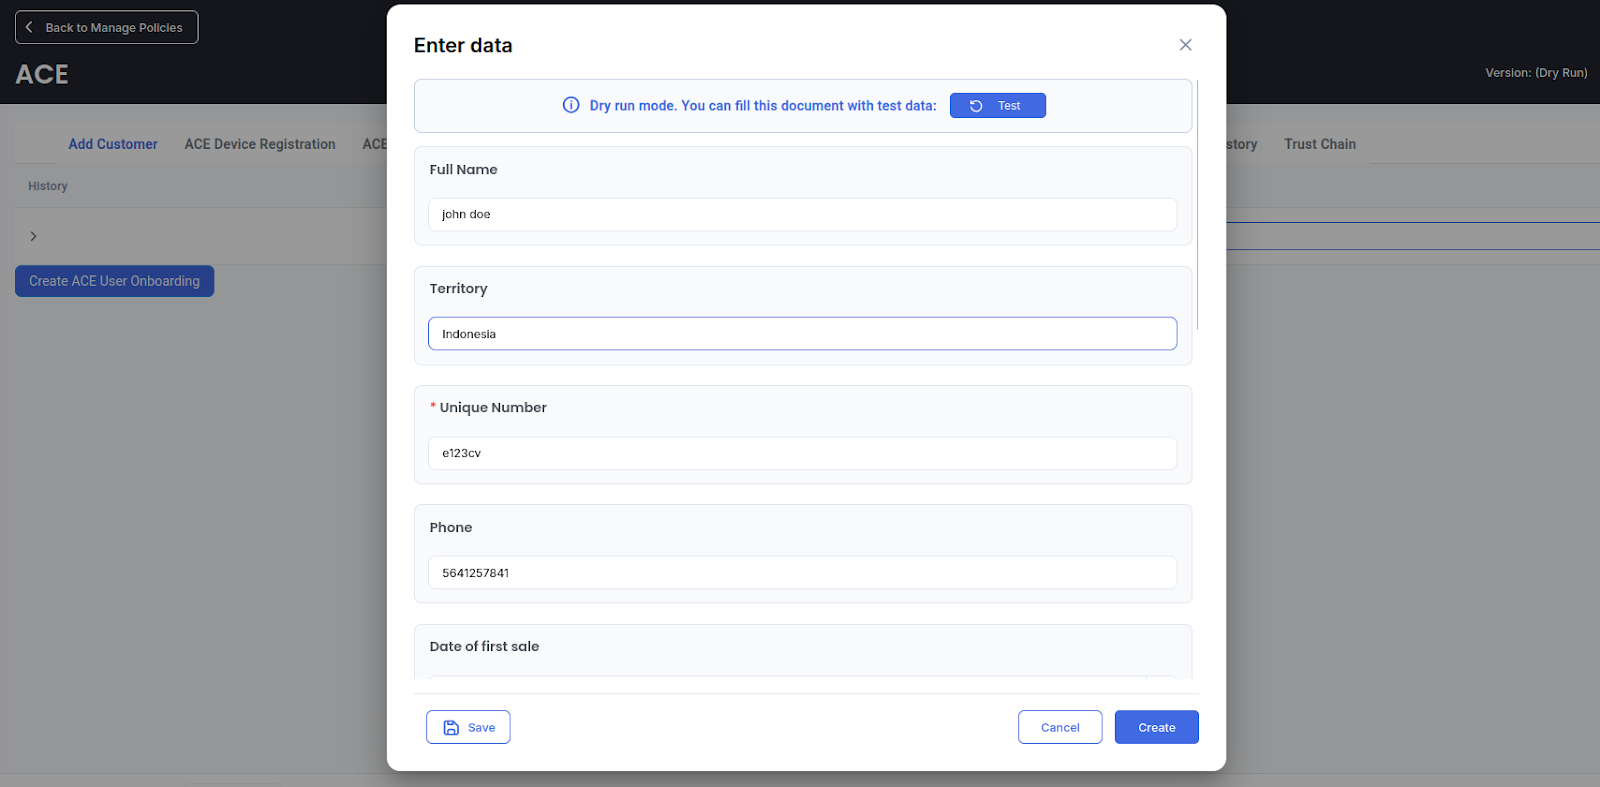 Back to Manage Policies
ACE
Version: (Dry Run)
Add Customer
ACE Device Registration
ACE
story
Trust Chain
History
Create ACE User Onboarding
Enter data
Dry run mode. You can fill this document with test data:
Test
Full Name
john doe
Territory
Indonesia
* Unique Number
e123cv
Phone
5641257841
Date of first sale
Save
Cancel
Create